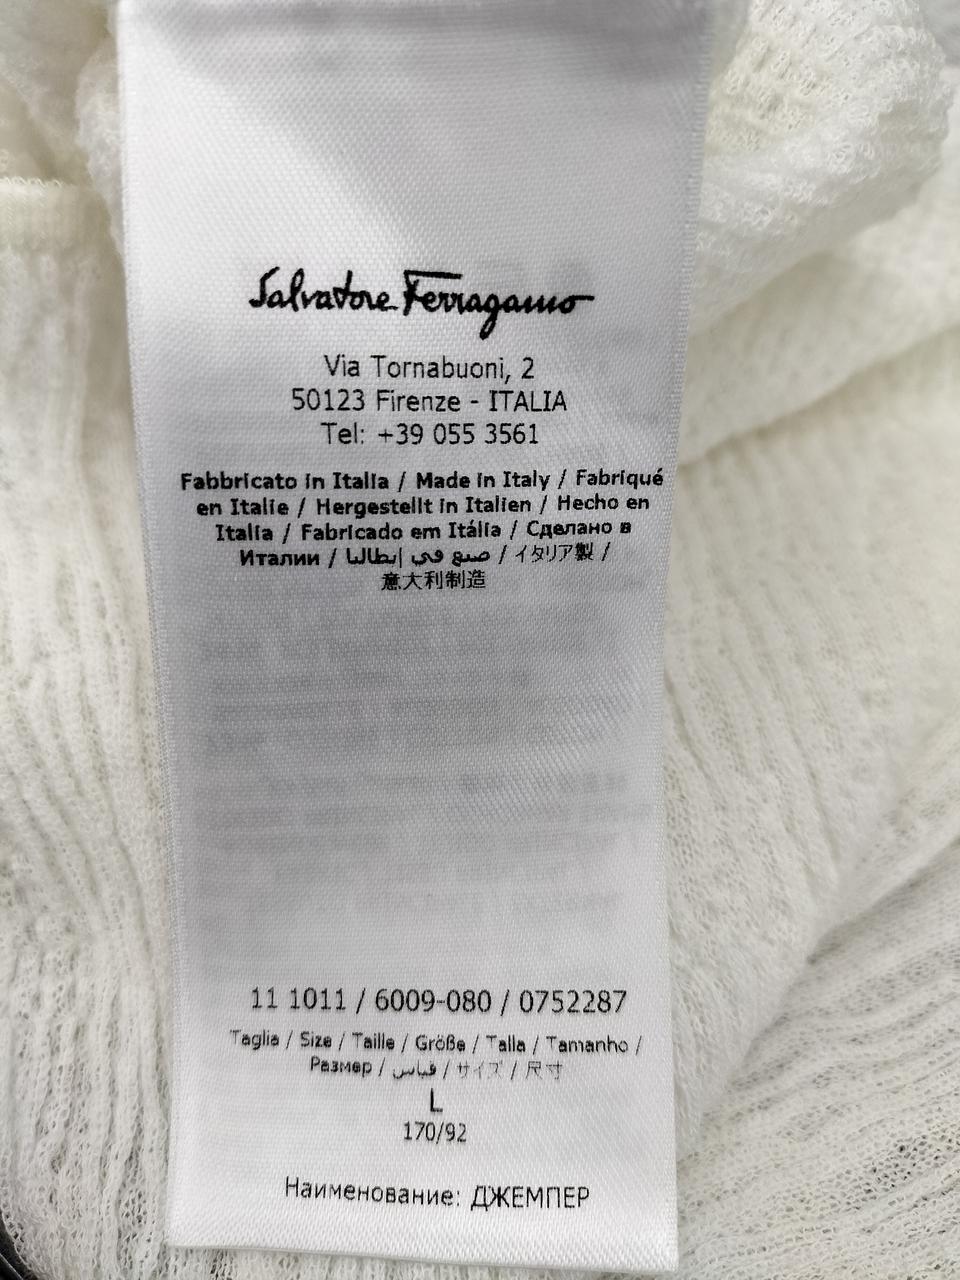 Salvatore Ferragamo
Via Tornabuoni, 2
50123 Firenze - ITALIA
Tel: +39 055 3561
Fabbricato in Italia / Made in Italy / Fabriqué
en Italie / Hergestellt in Italien / Hecho en
Italia / Fabricado em Itália / Сделано в
Италии / صنع في إيطاليا / イタリア製 /
意大利制造
11 1011 / 6009-080 / 0752287
Taglia / Size / Taille / Größe / Talla / Tamanho /
Размер / قياس / サイズ / 尺寸
L
170/92
Наименование: ДЖЕМПЕР